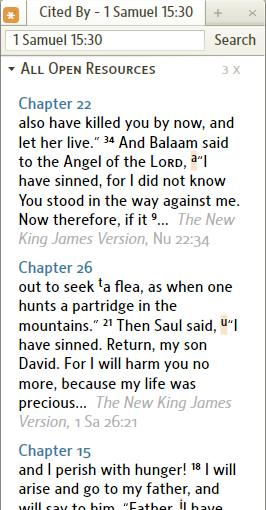 Cited By - 1 Samuel 15:30 + ×
1 Samuel 15:30 Search
ALL OPEN RESOURCES 3 X
Chapter 22
also have killed you by now, and
let her live.” 34 And Balaam said
to the Angel of the LORD, a“I
have sinned, for I did not know
You stood in the way against me.
Now therefore, if it 9... The New
King James Version, Nu 22:34
Chapter 26
out to seek ta flea, as when one
hunts a partridge in the
mountains.” 21 Then Saul said, u“I
have sinned. Return, my son
David. For I will harm you no
more, because my life was
precious... The New King James
Version, 1 Sa 26:21
Chapter 15
and I perish with hunger! 18 I will
arise and go to my father, and
will say to him, “Father, iI have